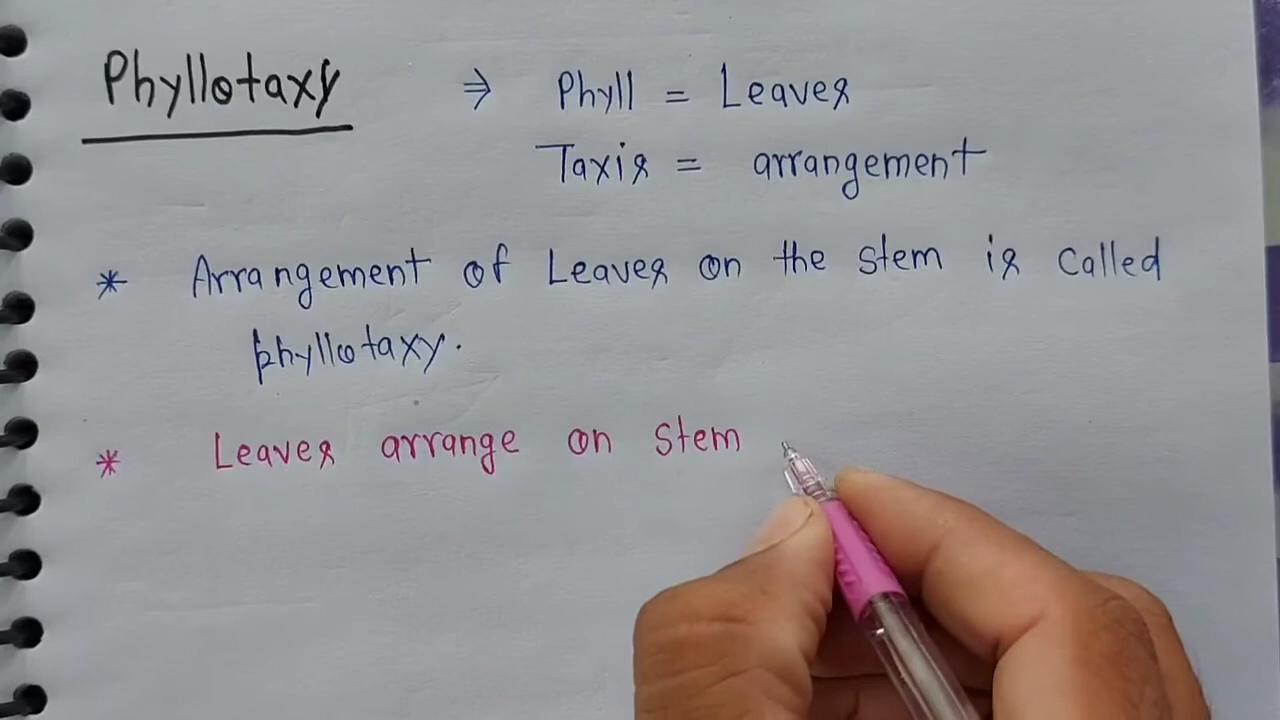 Phyllotaxy ⇒ Phyll = Leaves
Taxis = arrangement
* Arrangement of Leaves on the stem is called
phyllotaxy.
* Leaves arrange on stem